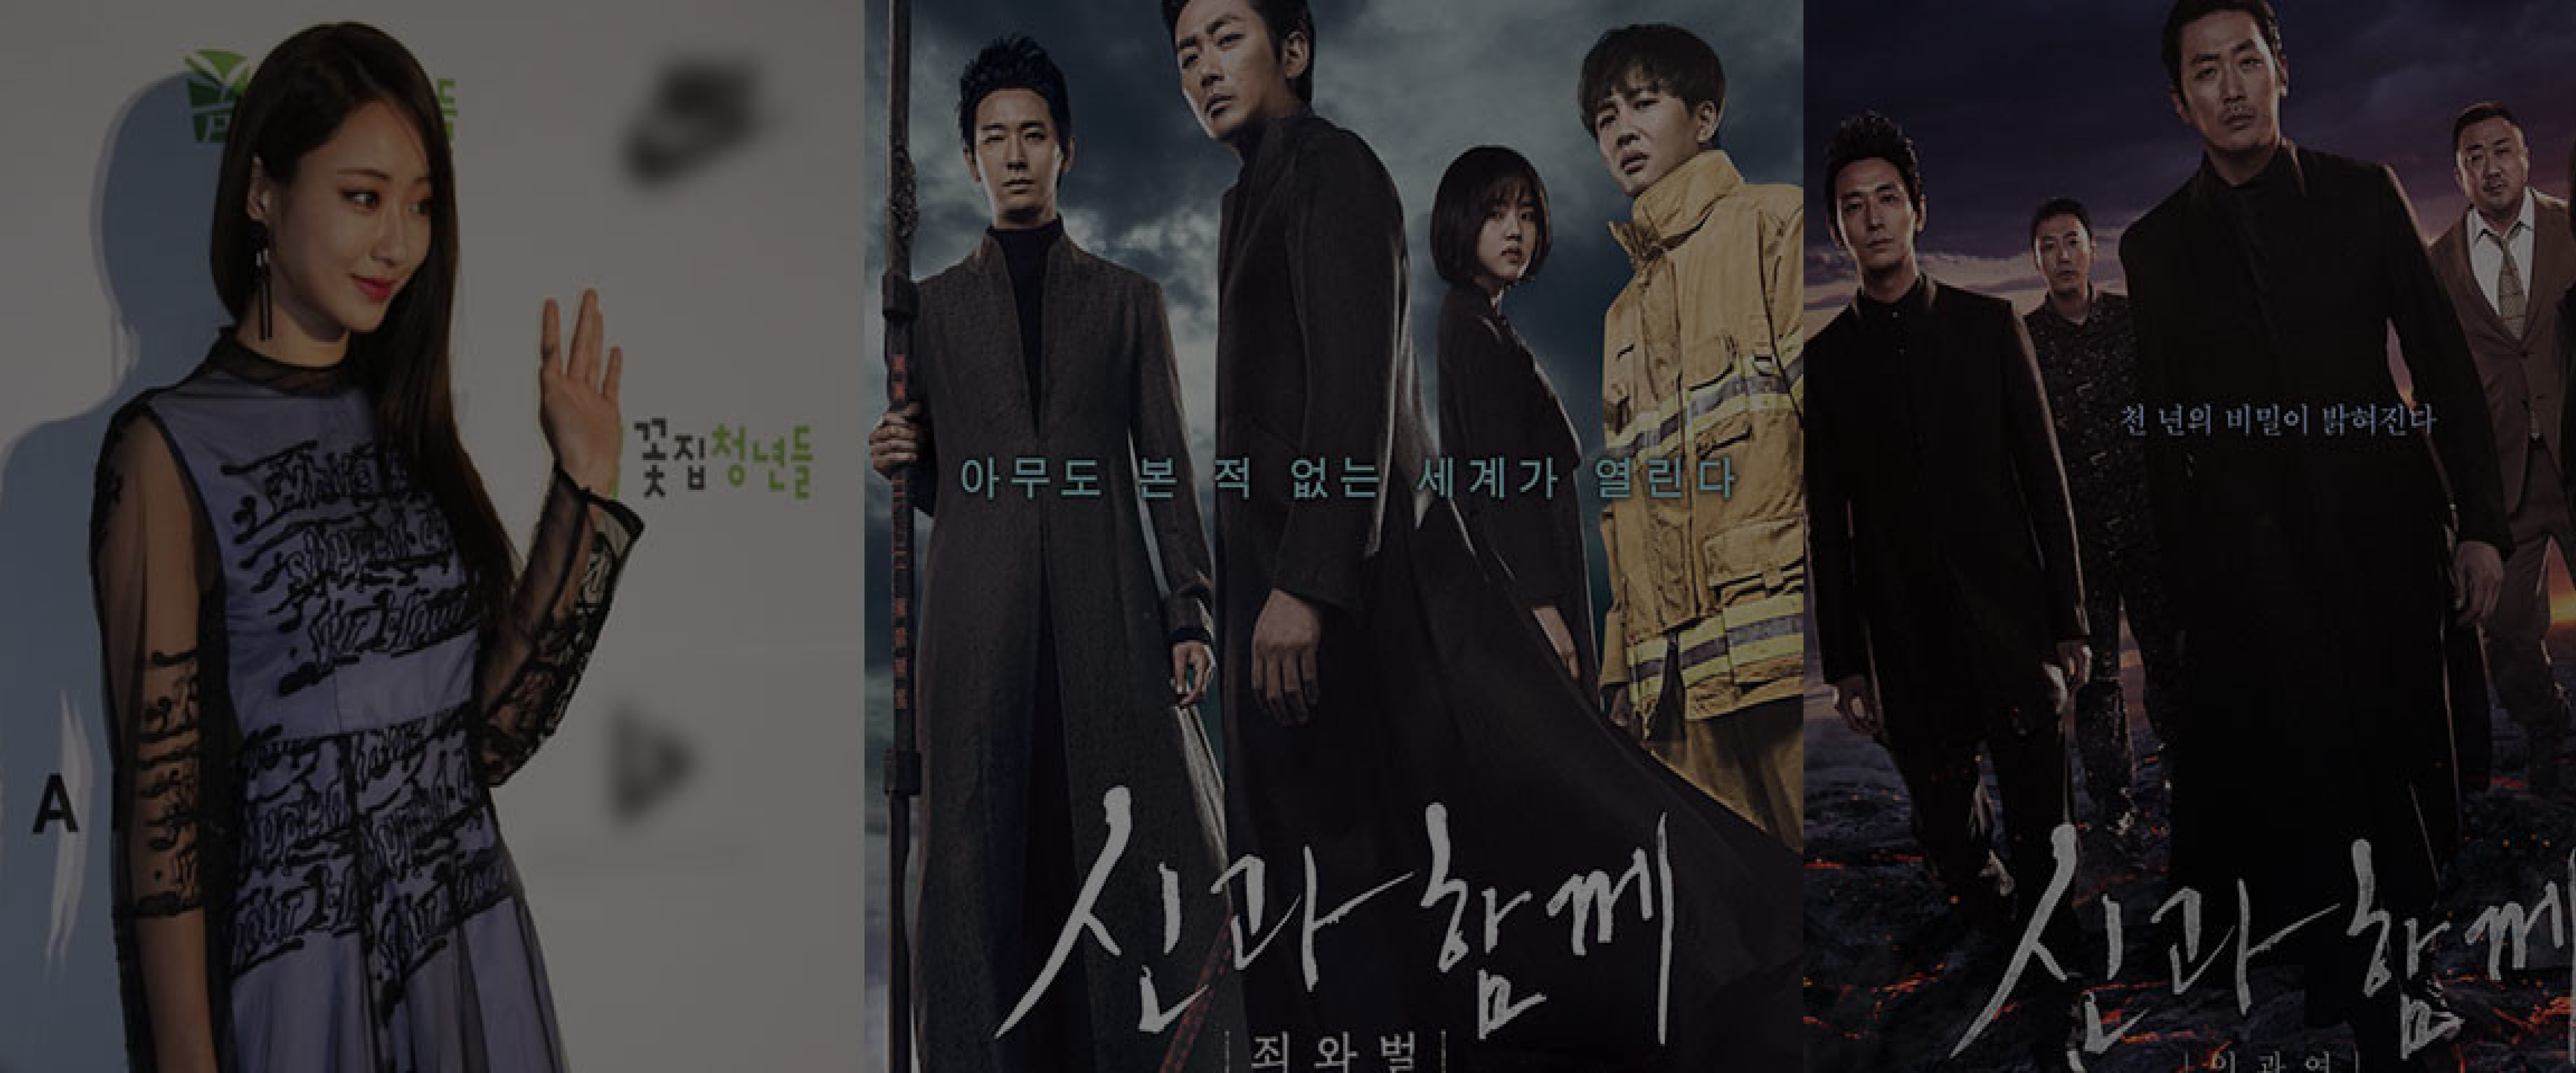 꽃집청년들
A
아무도 본 적 없는 세계가 열린다
신과 함께
죄와 벌
천 년의 비밀이 밝혀진다
신과 함께